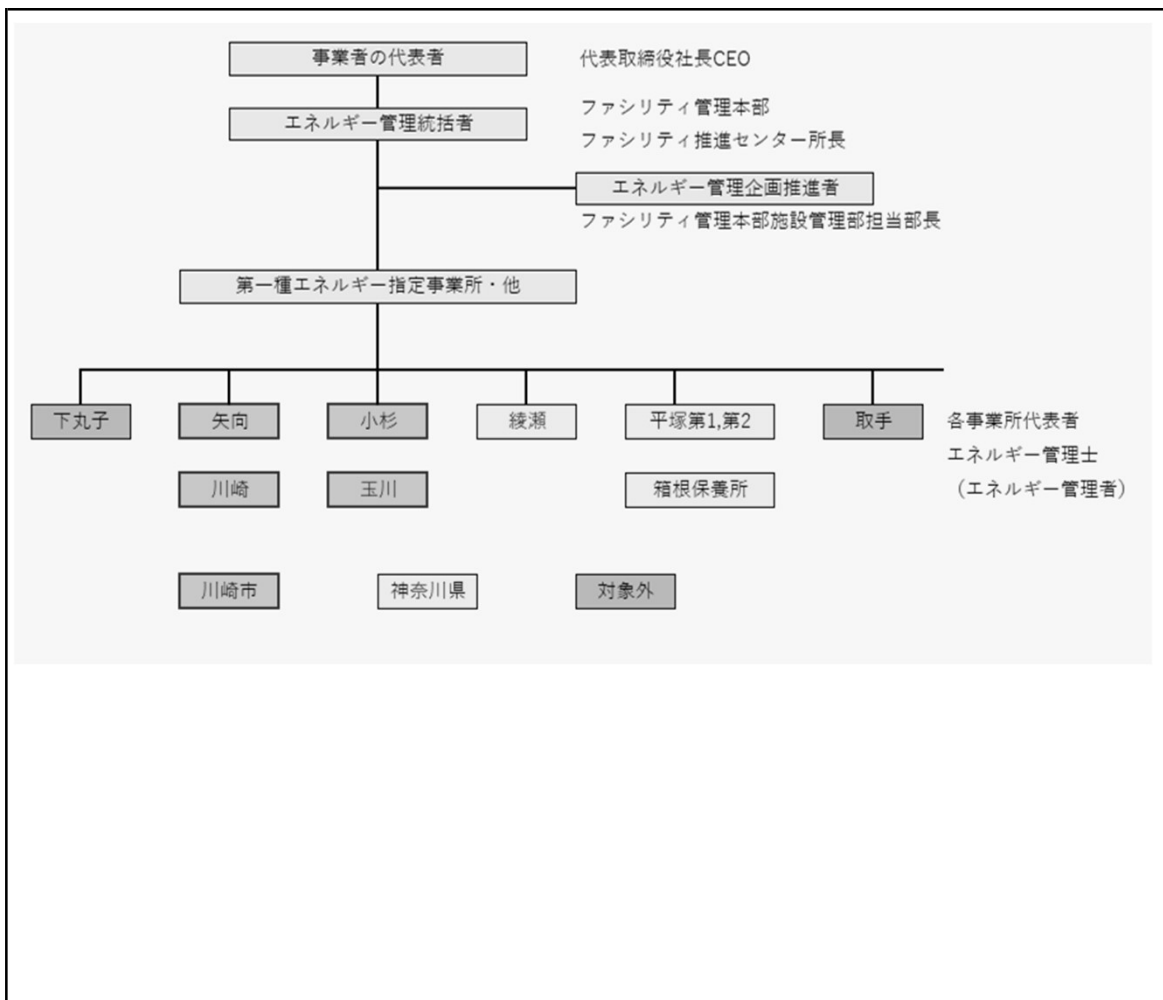 事業者の代表者
代表取締役社長CEO
エネルギー管理統括者
ファシリティ管理本部
ファシリティ推進センター所長
エネルギー管理企画推進者
ファシリティ管理本部施設管理部担当部長
第一種エネルギー指定事業所・他
下丸子
矢向
小杉
綾瀬
平塚第1,第2
取手
各事業所代表者
エネルギー管理士
（エネルギー管理者）
川崎
玉川
箱根保養所
川崎市
神奈川県
対象外